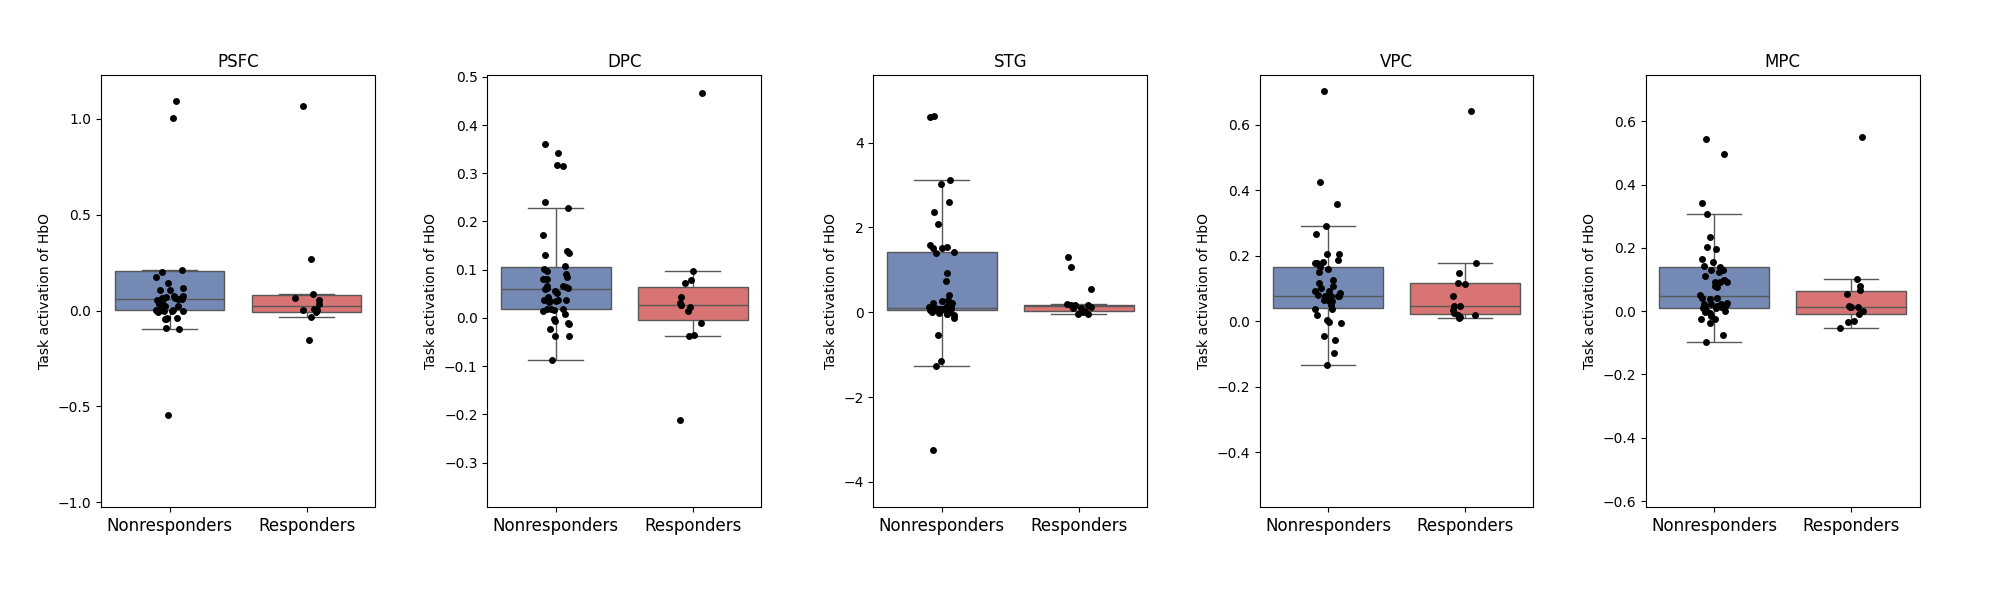 PSFC
Task activation of HbO
1.0
0.5
0.0
−0.5
−1.0
Nonresponders Responders
DPC
Task activation of HbO
0.5
0.4
0.3
0.2
0.1
0.0
−0.1
−0.2
−0.3
Nonresponders Responders
STG
Task activation of HbO
4
2
0
−2
−4
Nonresponders Responders
VPC
Task activation of HbO
0.6
0.4
0.2
0.0
−0.2
−0.4
Nonresponders Responders
MPC
Task activation of HbO
0.6
0.4
0.2
0.0
−0.2
−0.4
−0.6
Nonresponders Responders